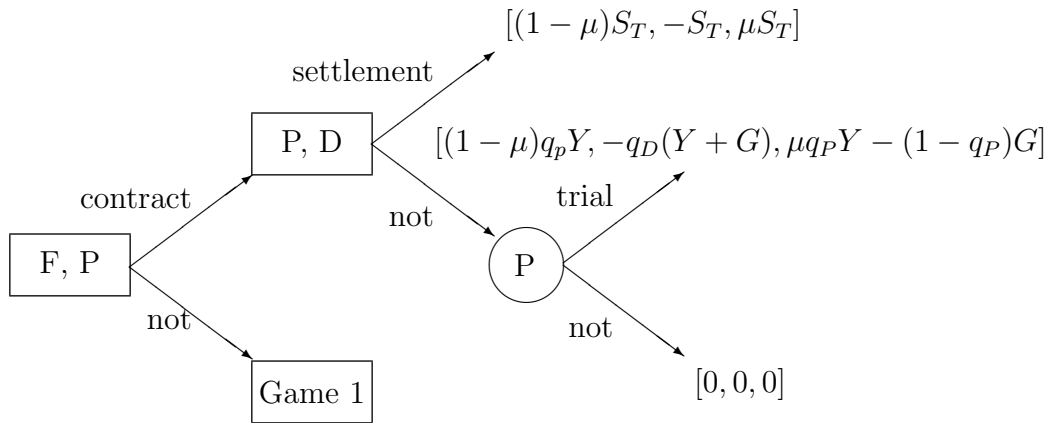 [(1 − μ)S_T, −S_T, μS_T]
settlement
P, D
[(1 − μ)q_pY, −q_D(Y + G), μq_PY − (1 − q_P)G]
contract
not
trial
F, P
P
not
not
Game 1
[0, 0, 0]